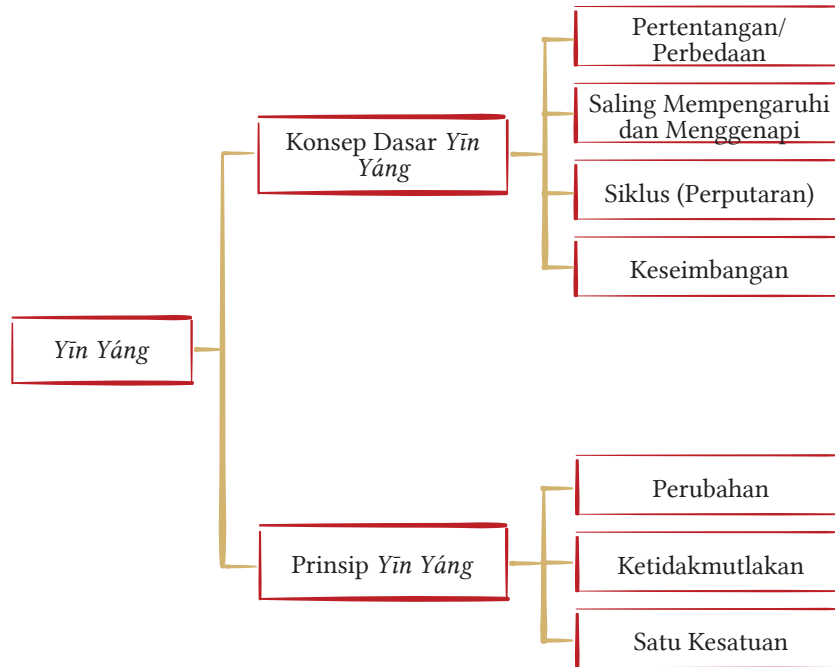 Pertentangan/
Perbedaan
Saling Mempengaruhi
dan Menggenapi
Konsep Dasar Yīn
Yáng
Siklus (Perputaran)
Keseimbangan
Yīn Yáng
Perubahan
Prinsip Yīn Yáng
Ketidakmutlakan
Satu Kesatuan